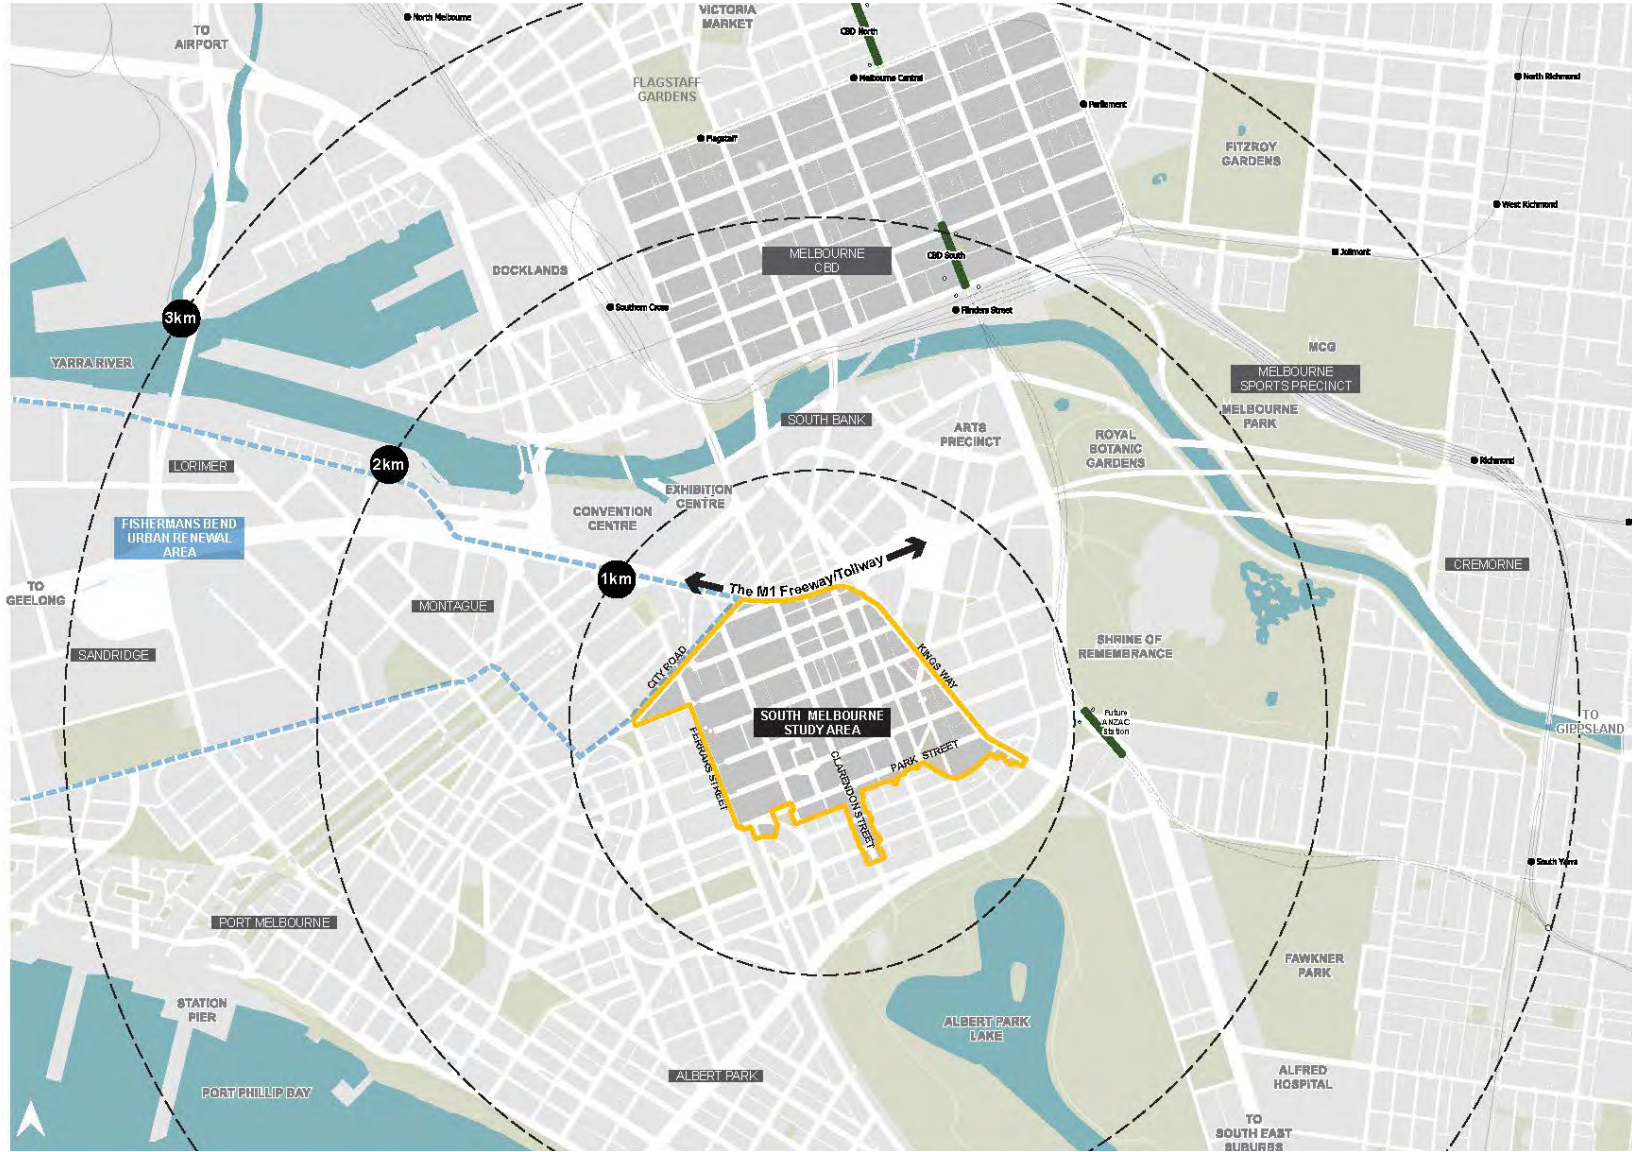 North Melbourne
VICTORIA
MARKET
CBD North
TO
AIRPORT
Melbourne Central
North Richmond
FLAGSTAFF
GARDENS
Parliament
Flagstaff
FITZROY
GARDENS
West Richmond
MELBOURNE
CBD
CBD South
Jolimont
DOCKLANDS
Southern Cross
Flinders Street
3km
YARRA RIVER
MCG
MELBOURNE
SPORTS PRECINCT
MELBOURNE
PARK
SOUTH BANK
ARTS
PRECINCT
ROYAL
BOTANIC
GARDENS
LORIMER
2km
Richmond
EXHIBITION
CENTRE
CONVENTION
CENTRE
FISHERMANS BEND
URBAN RENEWAL
AREA
CREMORNE
1km
The M1 Freeway/Tollway
TO
GEELONG
MONTAGUE
SANDRIDGE
CITY ROAD
KINGS WAY
SHRINE OF
REMEMBRANCE
SOUTH MELBOURNE
STUDY AREA
Future
ANZAC
Station
TO
GIPPSLAND
FERRARS STREET
CLARENDON STREET
PARK STREET
South Yarra
PORT MELBOURNE
FAWKNER
PARK
STATION
PIER
ALBERT PARK
LAKE
ALBERT PARK
ALFRED
HOSPITAL
PORT PHILLIP BAY
TO
SOUTH EAST
SUBURBS